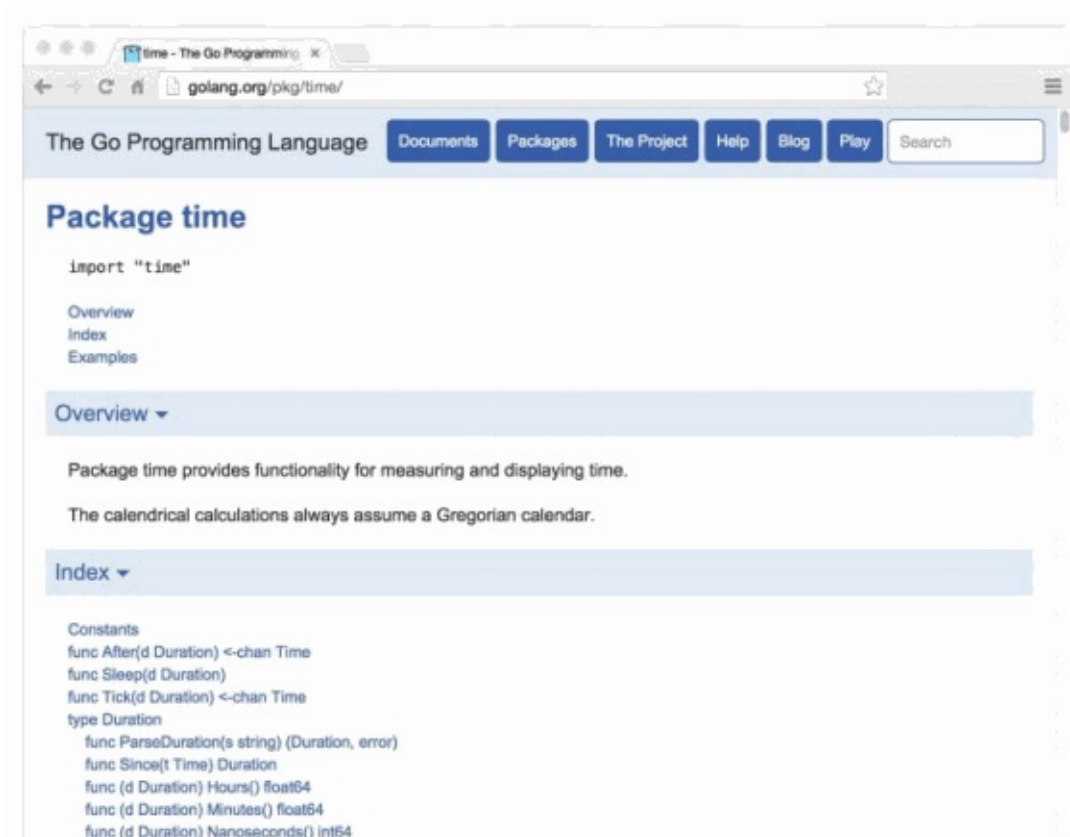 time - The Go Programming
golang.org/pkg/time/
The Go Programming Language Documents Packages The Project Help Blog Play Search
Package time
import "time"
Overview
Index
Examples
Overview
Package time provides functionality for measuring and displaying time.
The calendrical calculations always assume a Gregorian calendar.
Index
Constants
func After(d Duration) <-chan Time
func Sleep(d Duration)
func Tick(d Duration) <-chan Time
type Duration
func ParseDuration(s string) (Duration, error)
func Since(t Time) Duration
func (d Duration) Hours() float64
func (d Duration) Minutes() float64
func (d Duration) Nanoseconds() int64